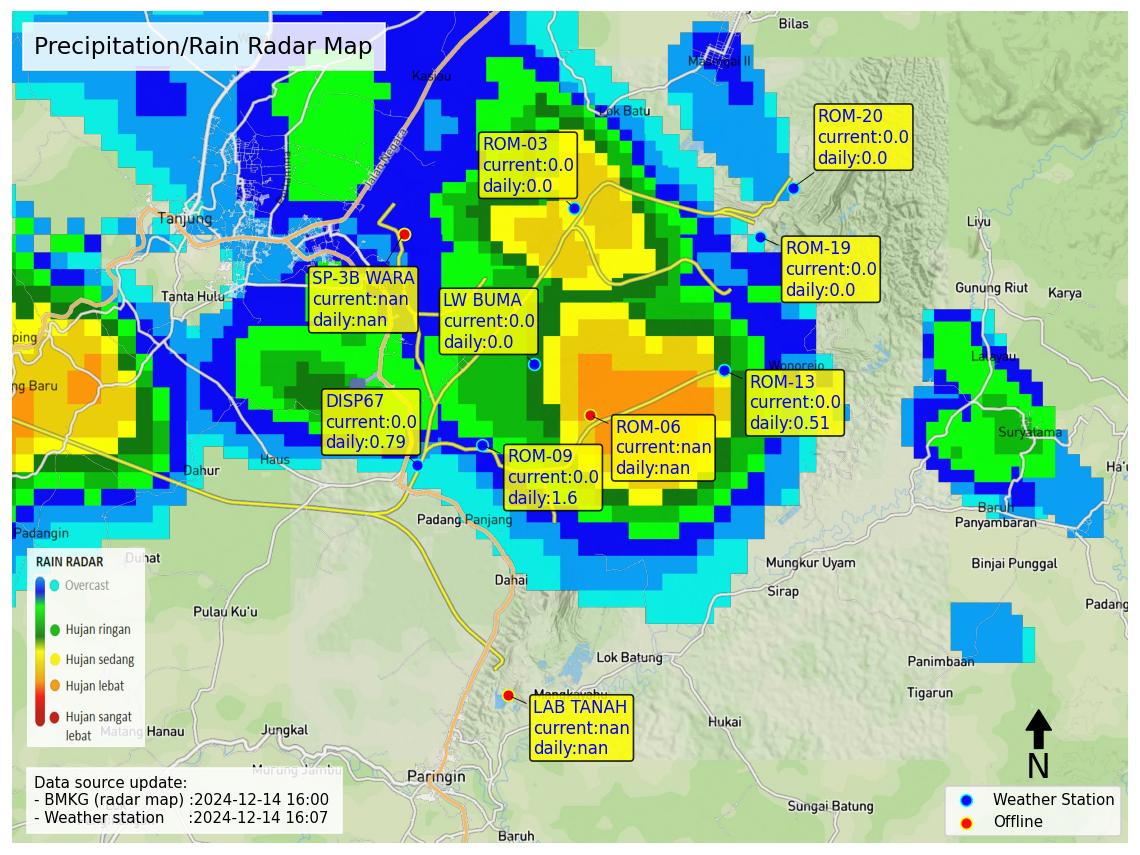 Precipitation/Rain Radar Map
Bilas
Masingai II
Kasiau
Lok Batu
Jalan Negara
ROM-20
current:0.0
daily:0.0
ROM-03
current:0.0
daily:0.0
Tanjung
Liyu
ROM-19
current:0.0
daily:0.0
SP-3B WARA
current:nan
daily:nan
Tanta Hulu
LW BUMA
current:0.0
daily:0.0
Gunung Riut
Karya
ping
Lalayau
Wonorejo
ng Baru
ROM-13
current:0.0
daily:0.51
DISP67
current:0.0
daily:0.79
ROM-06
current:nan
daily:nan
Suryatama
ROM-09
current:0.0
daily:1.6
Haus
Dahur
Ha'u
Baruh
Panyambaran
Padang Panjang
Padangin
Duhat
Mungkur Uyam
Binjai Punggal
Dahai
Sirap
Padang
Pulau Ku'u
RAIN RADAR
Overcast
Hujan ringan
Hujan sedang
Hujan lebat
Hujan sangat
lebat
Lok Batung
Panimbaan
Tigarun
Mangkayahu
LAB TANAH
current:nan
daily:nan
Hukai
Matang Hanau
Jungkal
Murung Jambu
Paringin
N
Data source update:
- BMKG (radar map) :2024-12-14 16:00
- Weather station :2024-12-14 16:07
Sungai Batung
Baruh
Weather Station
Offline